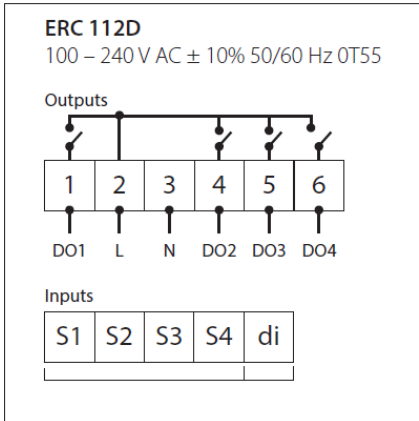 ERC 112D
100 – 240 V AC ± 10% 50/60 Hz 0T55
Outputs
1 2 3 4 5 6
DO1 L N DO2 DO3 DO4
Inputs
S1 S2 S3 S4 di